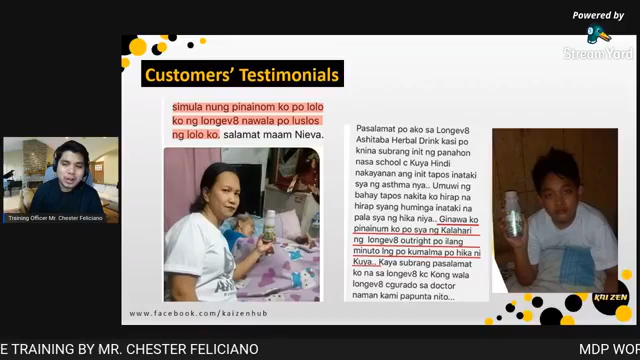 Powered by
StreamYard
Customers' Testimonials
simula nung pinainom ko po lolo
ko ng longev8 nawala po luslos
ng lolo ko. salamat maam Nieva.
Pasalamat po ako sa Longev8
Ashitaba Herbal Drink kasi po
knina subrang init ng panahon
nasa school c Kuya Hindi
nakayanan ang init tapos inataki
sya ng asthma nya.. Umuwi ng
bahay tapos nakita ko hirap na
hirap syang huminga inataki na
pala sya ng hika niya.. Ginawa ko
pinainum ko po sya ng Kalahari
ng longev8 outright po ilang
minuto lng po kumalma po hika ni
Kuya.. Kaya subrang pasalamat
ko na sa longev8 kc Kong wala
longev8 cgurado sa doctor
naman kami papunta nito...
Training Officer Mr. Chester Feliciano
www.facebook.com/kaizenhub
KAIZEN
E TRAINING BY MR. CHESTER FELICIANO
MDP WOR